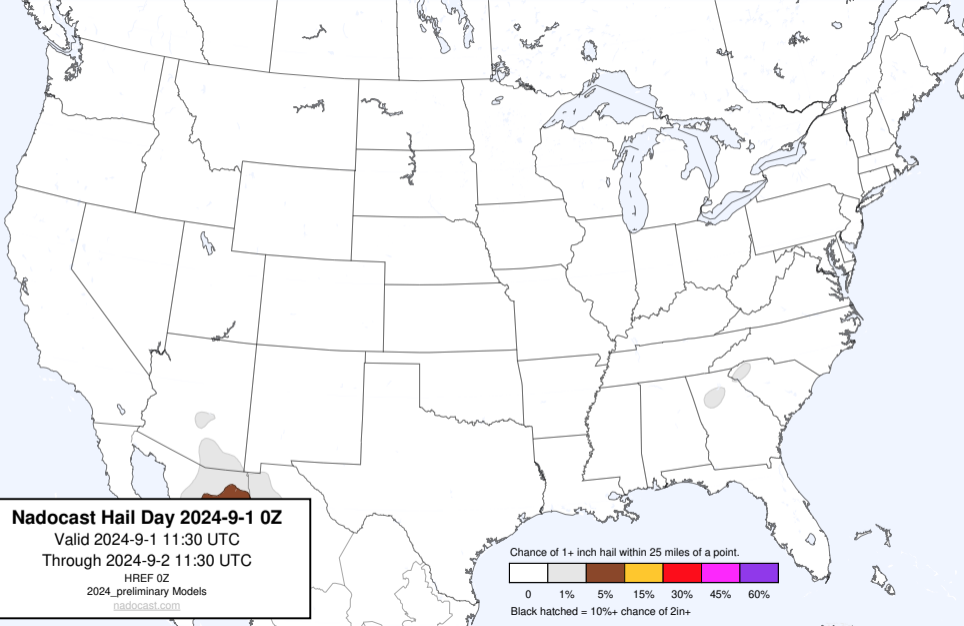 Nadocast Hail Day 2024-9-1 0Z
Valid 2024-9-1 11:30 UTC
Through 2024-9-2 11:30 UTC
HREF 0Z
2024_preliminary Models
nadocast.com
Chance of 1+ inch hail within 25 miles of a point.
0 1% 5% 15% 30% 45% 60%
Black hatched = 10%+ chance of 2in+